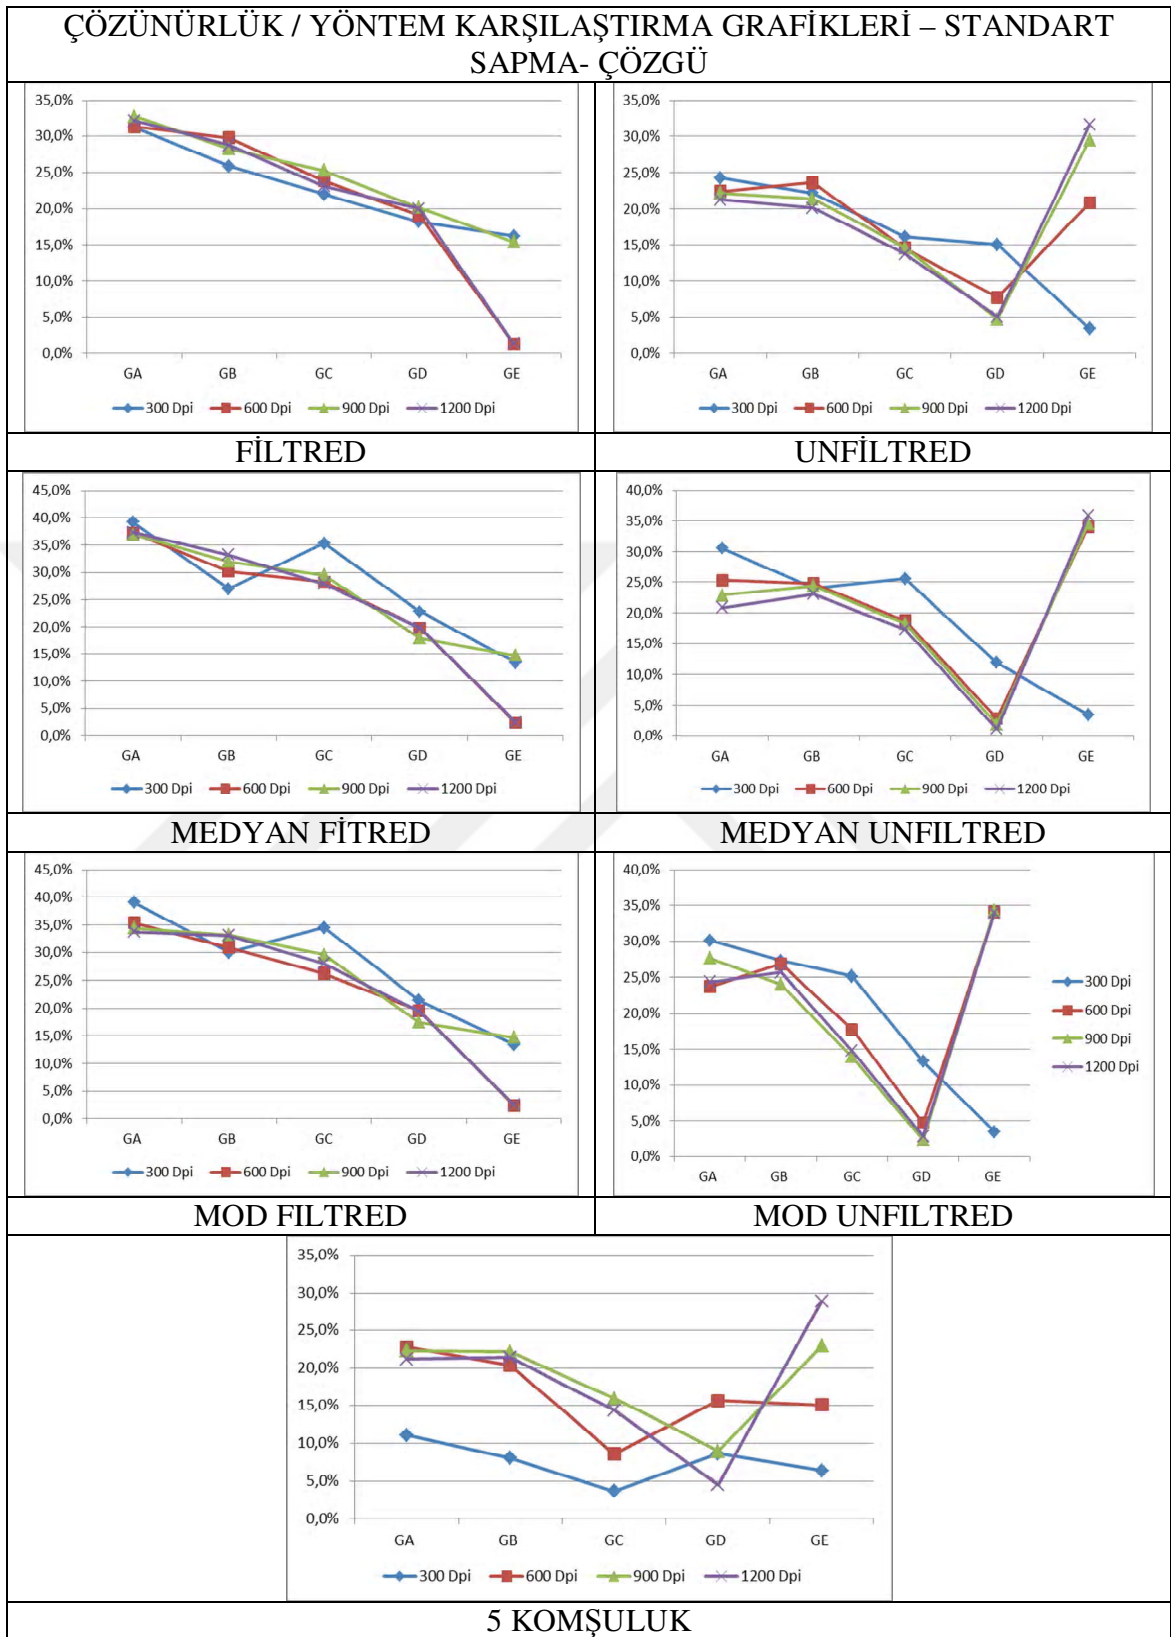 ÇÖZÜNÜRLÜK / YÖNTEM KARŞILAŞTIRMA GRAFİKLERİ – STANDART
SAPMA- ÇÖZGÜ
35,0%
30,0%
25,0%
20,0%
15,0%
10,0%
5,0%
0,0%
GA GB GC GD GE
300 Dpi 600 Dpi 900 Dpi 1200 Dpi
35,0%
30,0%
25,0%
20,0%
15,0%
10,0%
5,0%
0,0%
GA GB GC GD GE
300 Dpi 600 Dpi 900 Dpi 1200 Dpi
FİLTRED
UNFİLTRED
45,0%
40,0%
35,0%
30,0%
25,0%
20,0%
15,0%
10,0%
5,0%
0,0%
GA GB GC GD GE
300 Dpi 600 Dpi 900 Dpi 1200 Dpi
40,0%
35,0%
30,0%
25,0%
20,0%
15,0%
10,0%
5,0%
0,0%
GA GB GC GD GE
300 Dpi 600 Dpi 900 Dpi 1200 Dpi
MEDYAN FİTRED
MEDYAN UNFILTRED
45,0%
40,0%
35,0%
30,0%
25,0%
20,0%
15,0%
10,0%
5,0%
0,0%
GA GB GC GD GE
300 Dpi 600 Dpi 900 Dpi 1200 Dpi
40,0%
35,0%
30,0%
25,0%
20,0%
15,0%
10,0%
5,0%
0,0%
GA GB GC GD GE
300 Dpi
600 Dpi
900 Dpi
1200 Dpi
MOD FILTRED
MOD UNFILTRED
35,0%
30,0%
25,0%
20,0%
15,0%
10,0%
5,0%
0,0%
GA GB GC GD GE
300 Dpi 600 Dpi 900 Dpi 1200 Dpi
5 KOMŞULUK